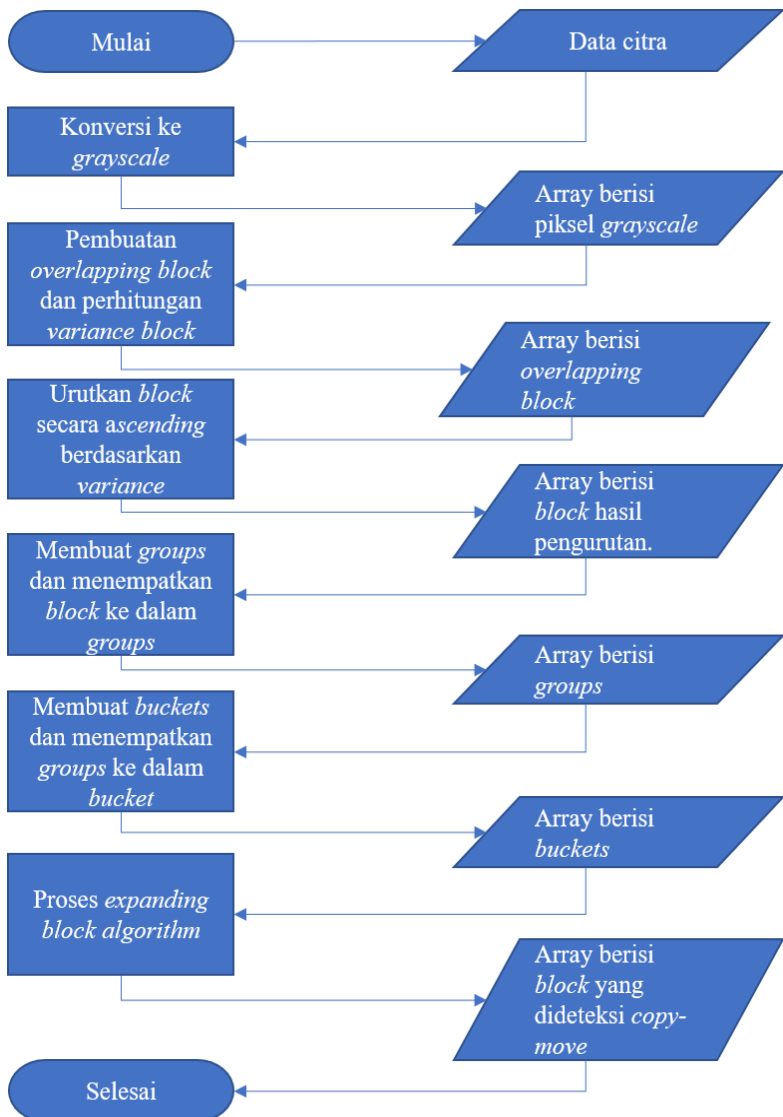 Mulai
Data citra
Konversi ke
grayscale
Array berisi
piksel grayscale
Pembuatan
overlapping block
dan perhitungan
variance block
Array berisi
overlapping
block
Urutkan block
secara ascending
berdasarkan
variance
Array berisi
block hasil
pengurutan.
Membuat groups
dan menempatkan
block ke dalam
groups
Array berisi
groups
Membuat buckets
dan menempatkan
groups ke dalam
bucket
Array berisi
buckets
Proses expanding
block algorithm
Array berisi
block yang
dideteksi copy-
move
Selesai